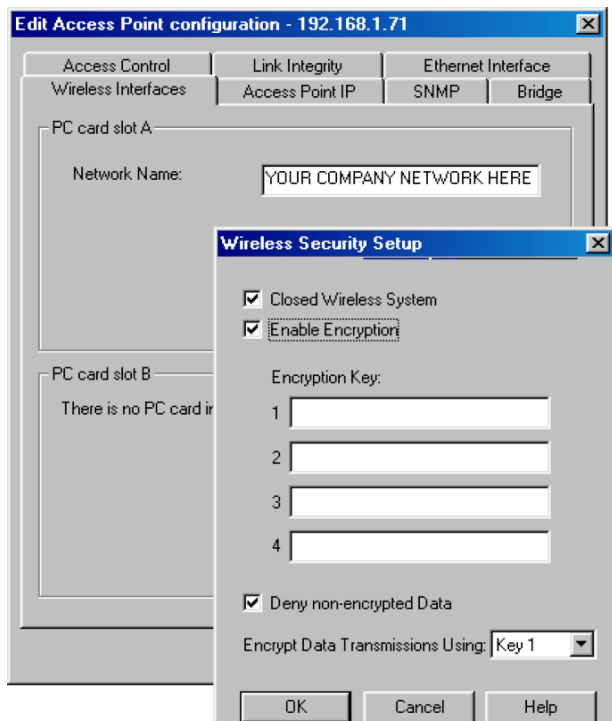 Edit Access Point configuration - 192.168.1.71
Access Control Link Integrity Ethernet Interface
Wireless Interfaces Access Point IP SNMP Bridge
PC card slot A
Network Name: YOUR COMPANY NETWORK HERE
Wireless Security Setup
Closed Wireless System
Enable Encryption
PC card slot B
There is no PC card
Encryption Key:
1
2
3
4
Deny non-encrypted Data
Encrypt Data Transmissions Using: Key 1
OK Cancel Help